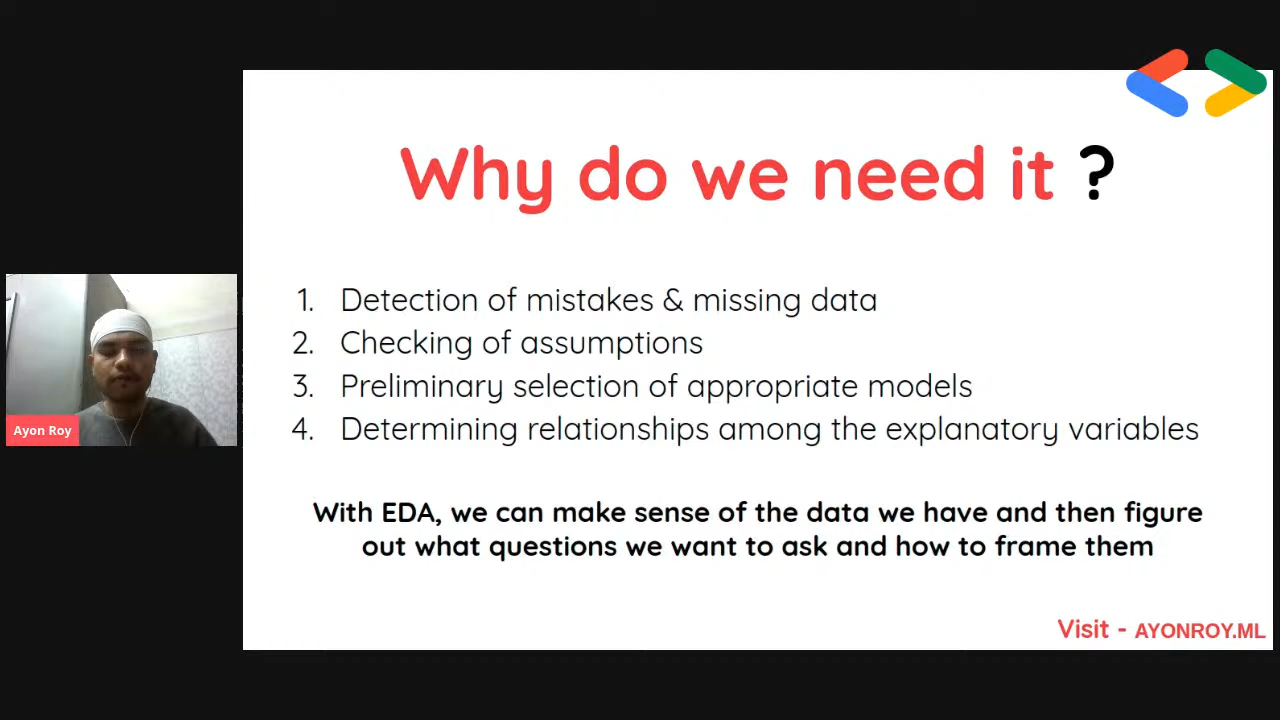 Why do we need it ?
1. Detection of mistakes & missing data
2. Checking of assumptions
3. Preliminary selection of appropriate models
4. Determining relationships among the explanatory variables
With EDA, we can make sense of the data we have and then figure
out what questions we want to ask and how to frame them
Ayon Roy
Visit - AYONROY.ML